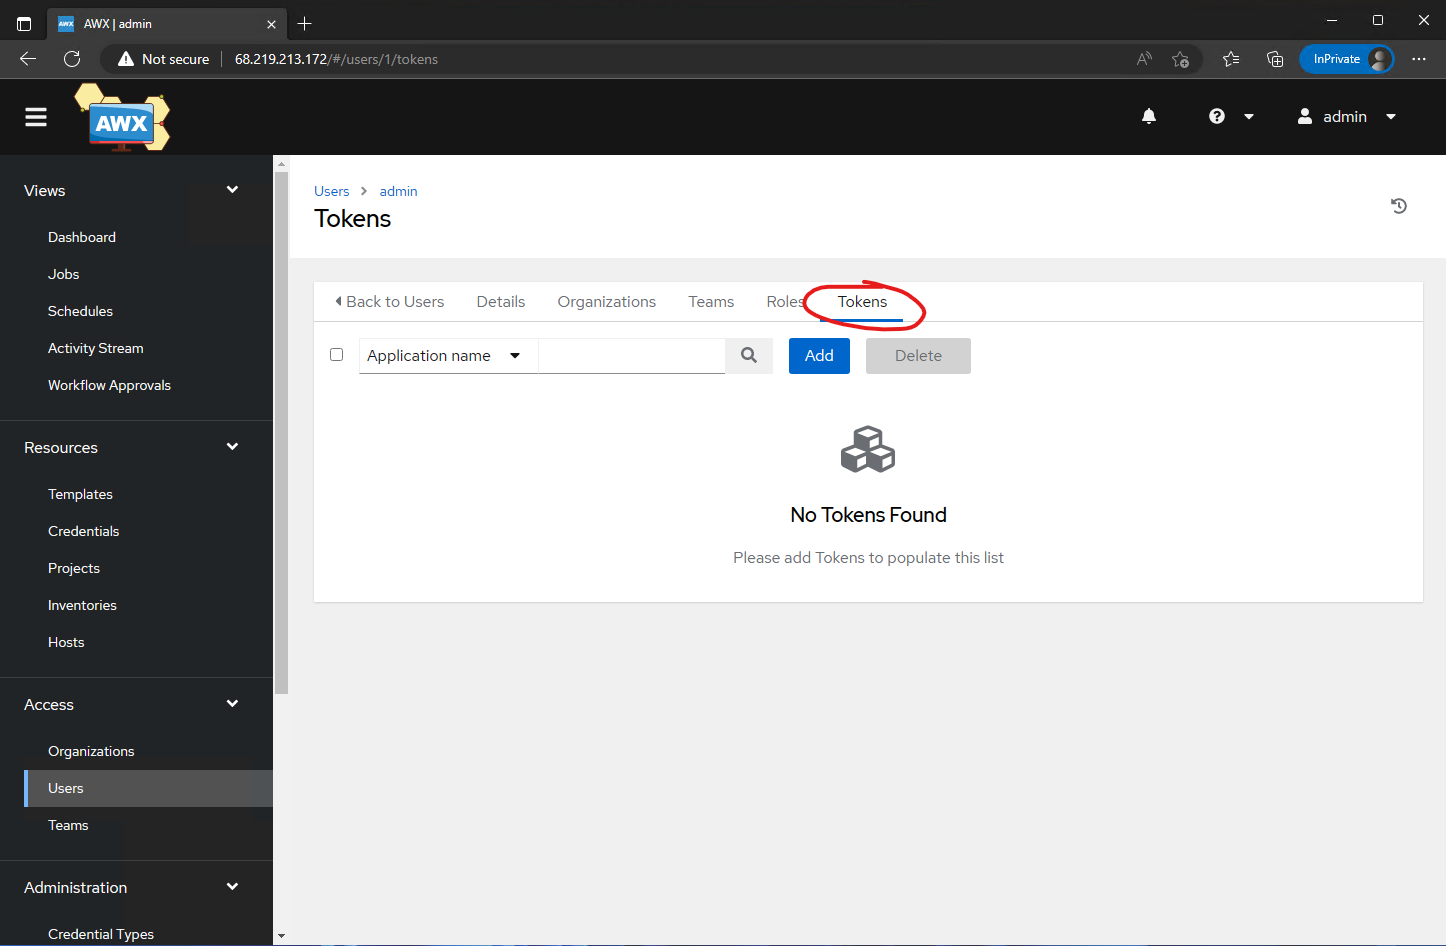 AWX | admin
Not secure
68.219.213.172/#/users/1/tokens
InPrivate
AWX
admin
Views
Dashboard
Jobs
Schedules
Activity Stream
Workflow Approvals
Resources
Templates
Credentials
Projects
Inventories
Hosts
Access
Organizations
Users
Teams
Administration
Credential Types
Users > admin
Tokens
Back to Users Details Organizations Teams Roles Tokens
Application name Add Delete
No Tokens Found
Please add Tokens to populate this list